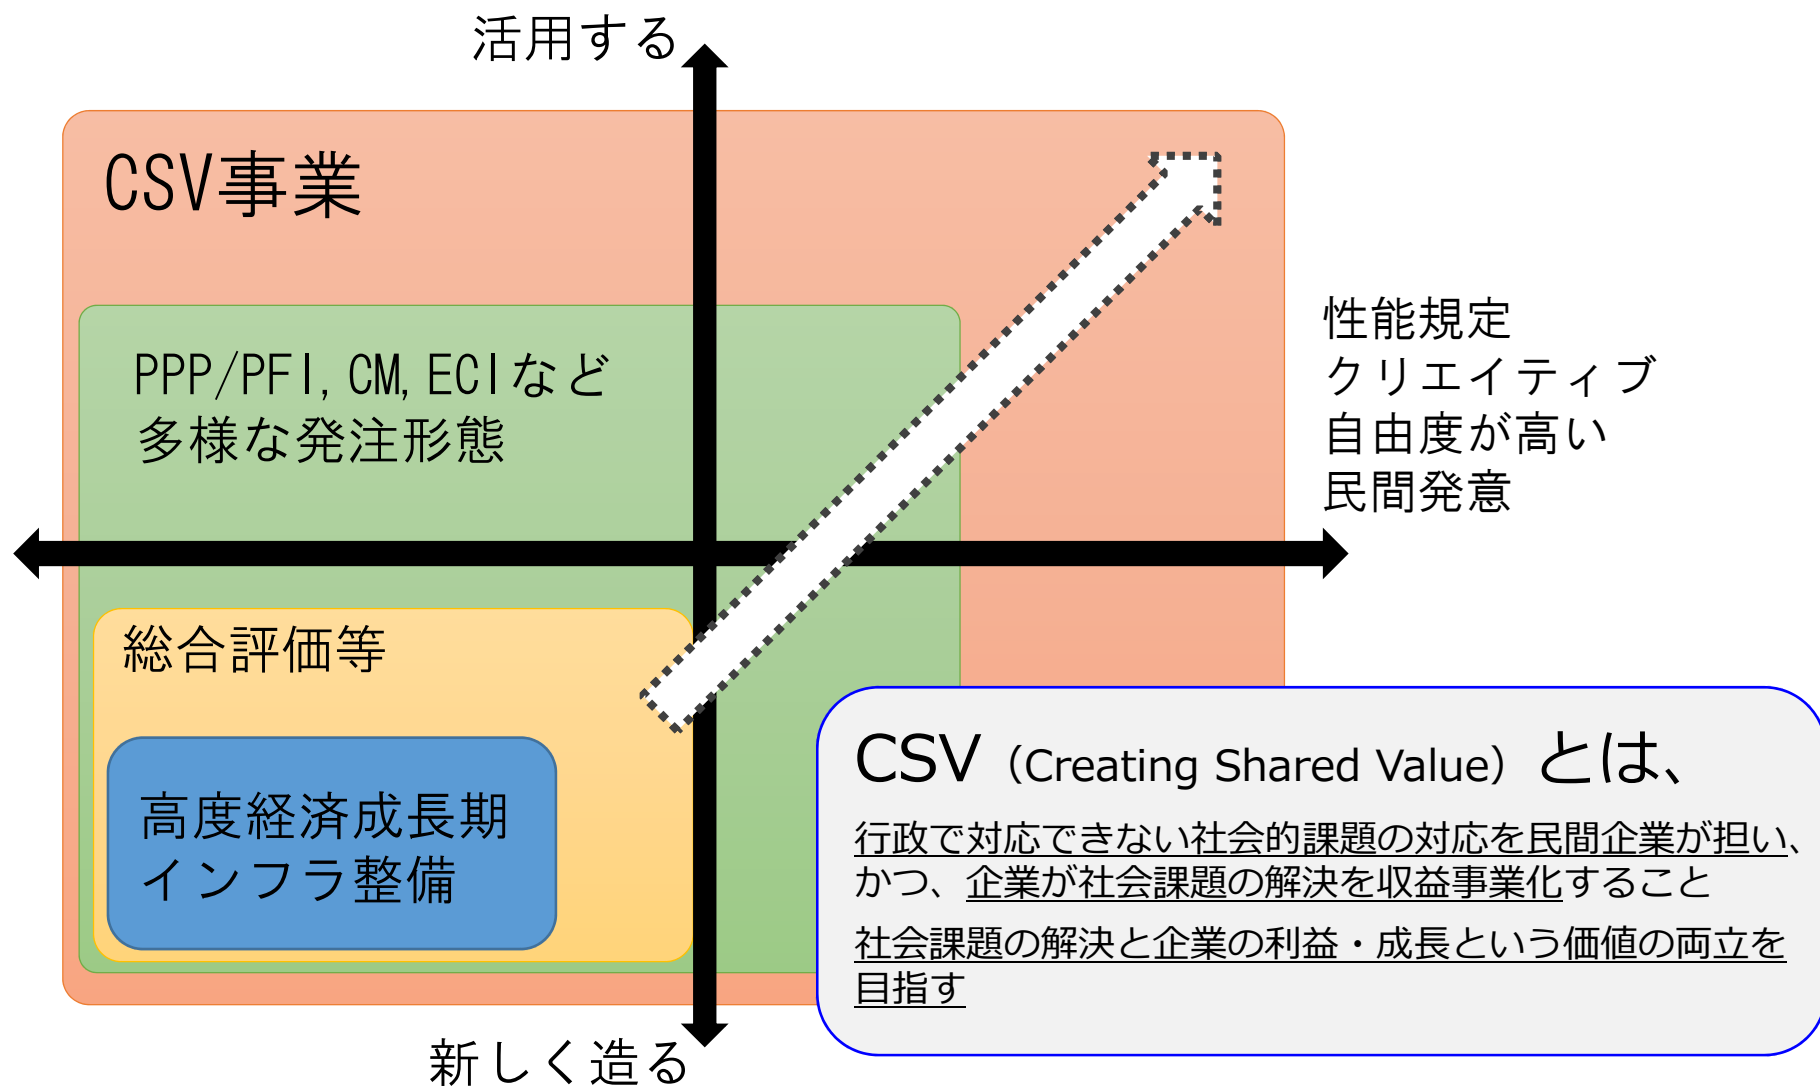 活用する
CSV事業
PPP/PFI, CM, ECIなど
多様な発注形態
性能規定
クリエイティブ
自由度が高い
民間発意
総合評価等
高度経済成長期
インフラ整備
CSV（Creating Shared Value）とは、
行政で対応できない社会的課題の対応を民間企業が担い、
かつ、企業が社会課題の解決を収益事業化すること
社会課題の解決と企業の利益・成長という価値の両立を
目指す
新しく造る